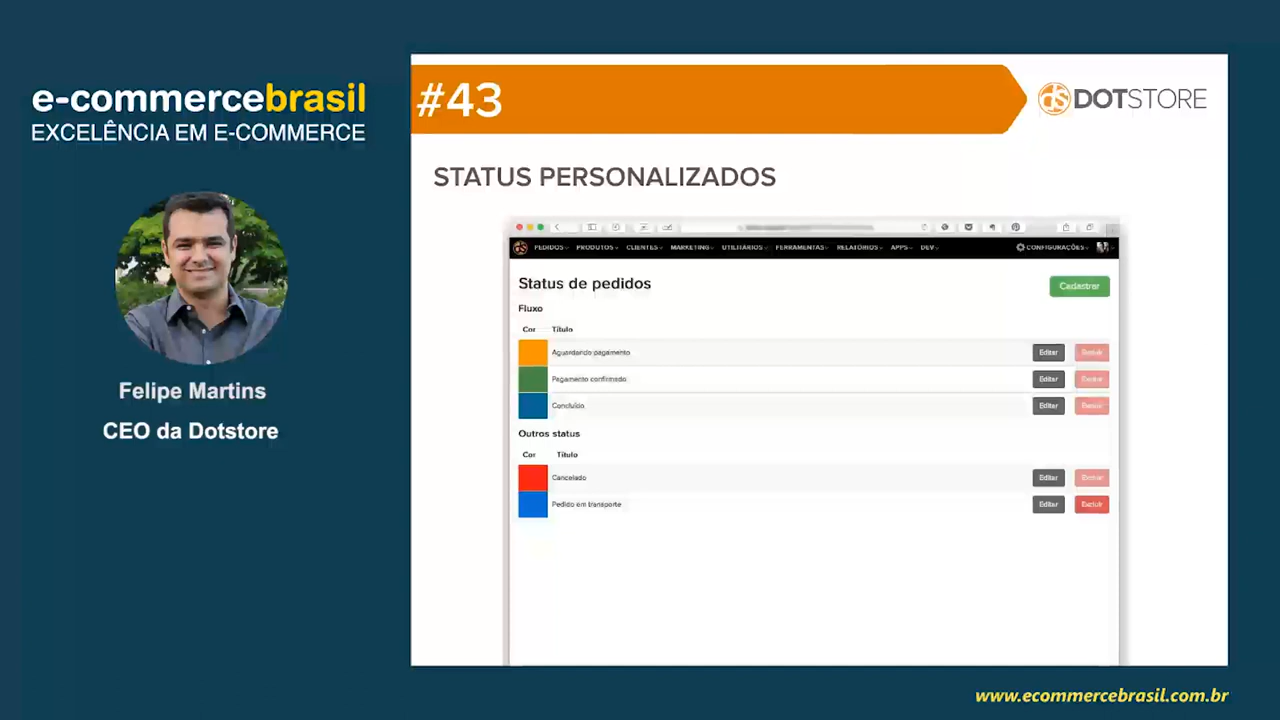 e-commercebrasil
EXCELÊNCIA EM E-COMMERCE
Felipe Martins
CEO da Dotstore
#43
DOTSTORE
STATUS PERSONALIZADOS
PEDIDOS PRODUTOS CLIENTES MARKETING UTILITÁRIOS FERRAMENTAS RELATÓRIOS APPS DEV CONFIGURAÇÕES
Status de pedidos
Cadastrar
Fluxo
Cor Título
Aguardando pagamento Editar Excluir
Pagamento confirmado Editar Excluir
Concluído Editar Excluir
Outros status
Cor Título
Cancelado Editar Excluir
Pedido em transporte Editar Excluir
www.ecommercebrasil.com.br